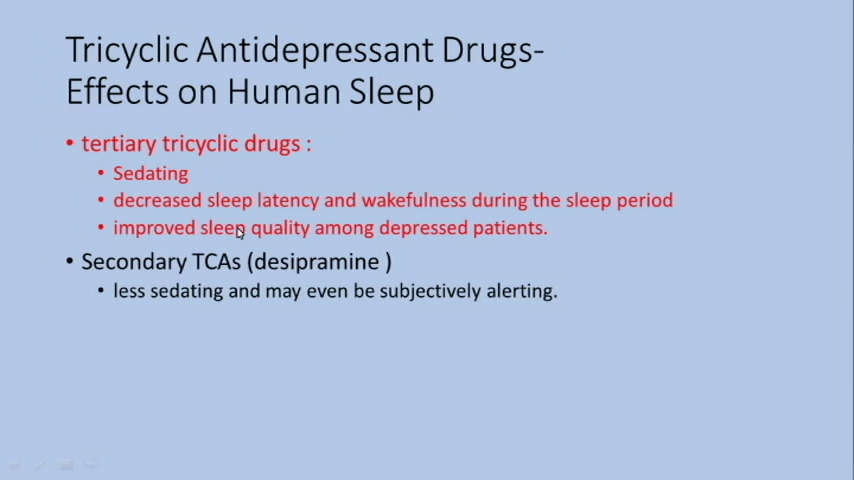 Tricyclic Antidepressant Drugs-
Effects on Human Sleep
• tertiary tricyclic drugs :
• Sedating
• decreased sleep latency and wakefulness during the sleep period
• improved sleep quality among depressed patients.
• Secondary TCAs (desipramine )
• less sedating and may even be subjectively alerting.